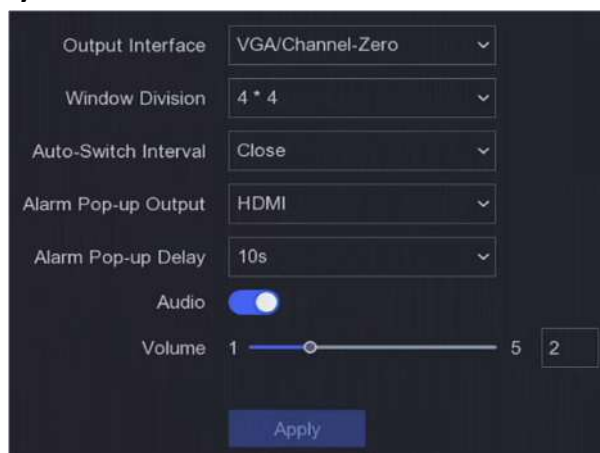 Output Interface VGA/Channel-Zero
Window Division 4 * 4
Auto-Switch Interval Close
Alarm Pop-up Output HDMI
Alarm Pop-up Delay 10s
Audio
Volume 1 5 2
Apply